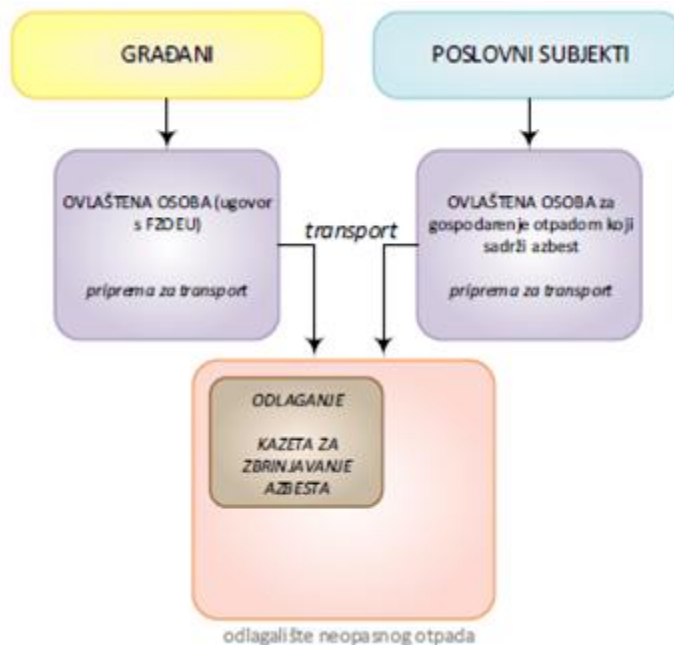 GRAĐANI
POSLOVNI SUBJEKTI
OVLAŠTENA OSOBA (ugovor
s FZOEU)
priprema za transport
transport
OVLAŠTENA OSOBA za
gospodarenje otpadom koji
sadrži azbest
priprema za transport
ODLAGANJE
KAZETA ZA
ZBRINJAVANJE
AZBESTA
odlagalište neopasnog otpada